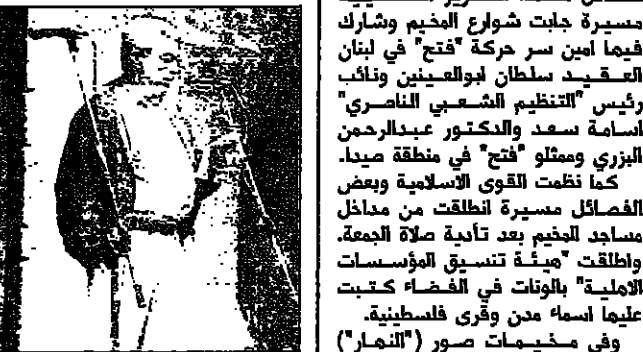 مسيرة جابت شوارع المخيم وشارك
فيها امين سر حركة "فتح" في لبنان
العقيد سلطان ابوالعينين ونائب
رئيس "التنظيم الشعبي الناصري"
اسامة سعد والدكتور عبدالرحمن
البزري وممثلو "فتح" في منطقة صيدا.
كما نظمت القوى الاسلامية وبعض
الفصائل مسيرة انطلقت من مداخل
مساجد المخيم بعد تأدية صلاة الجمعة.
واطلقت "هيئة تنسيق المؤسسات
الاهلية" بالونات في الفضاء كتبت
عليها اسماء مدن وقرى فلسطينية.
وفي مخيمات صور ("النهار")